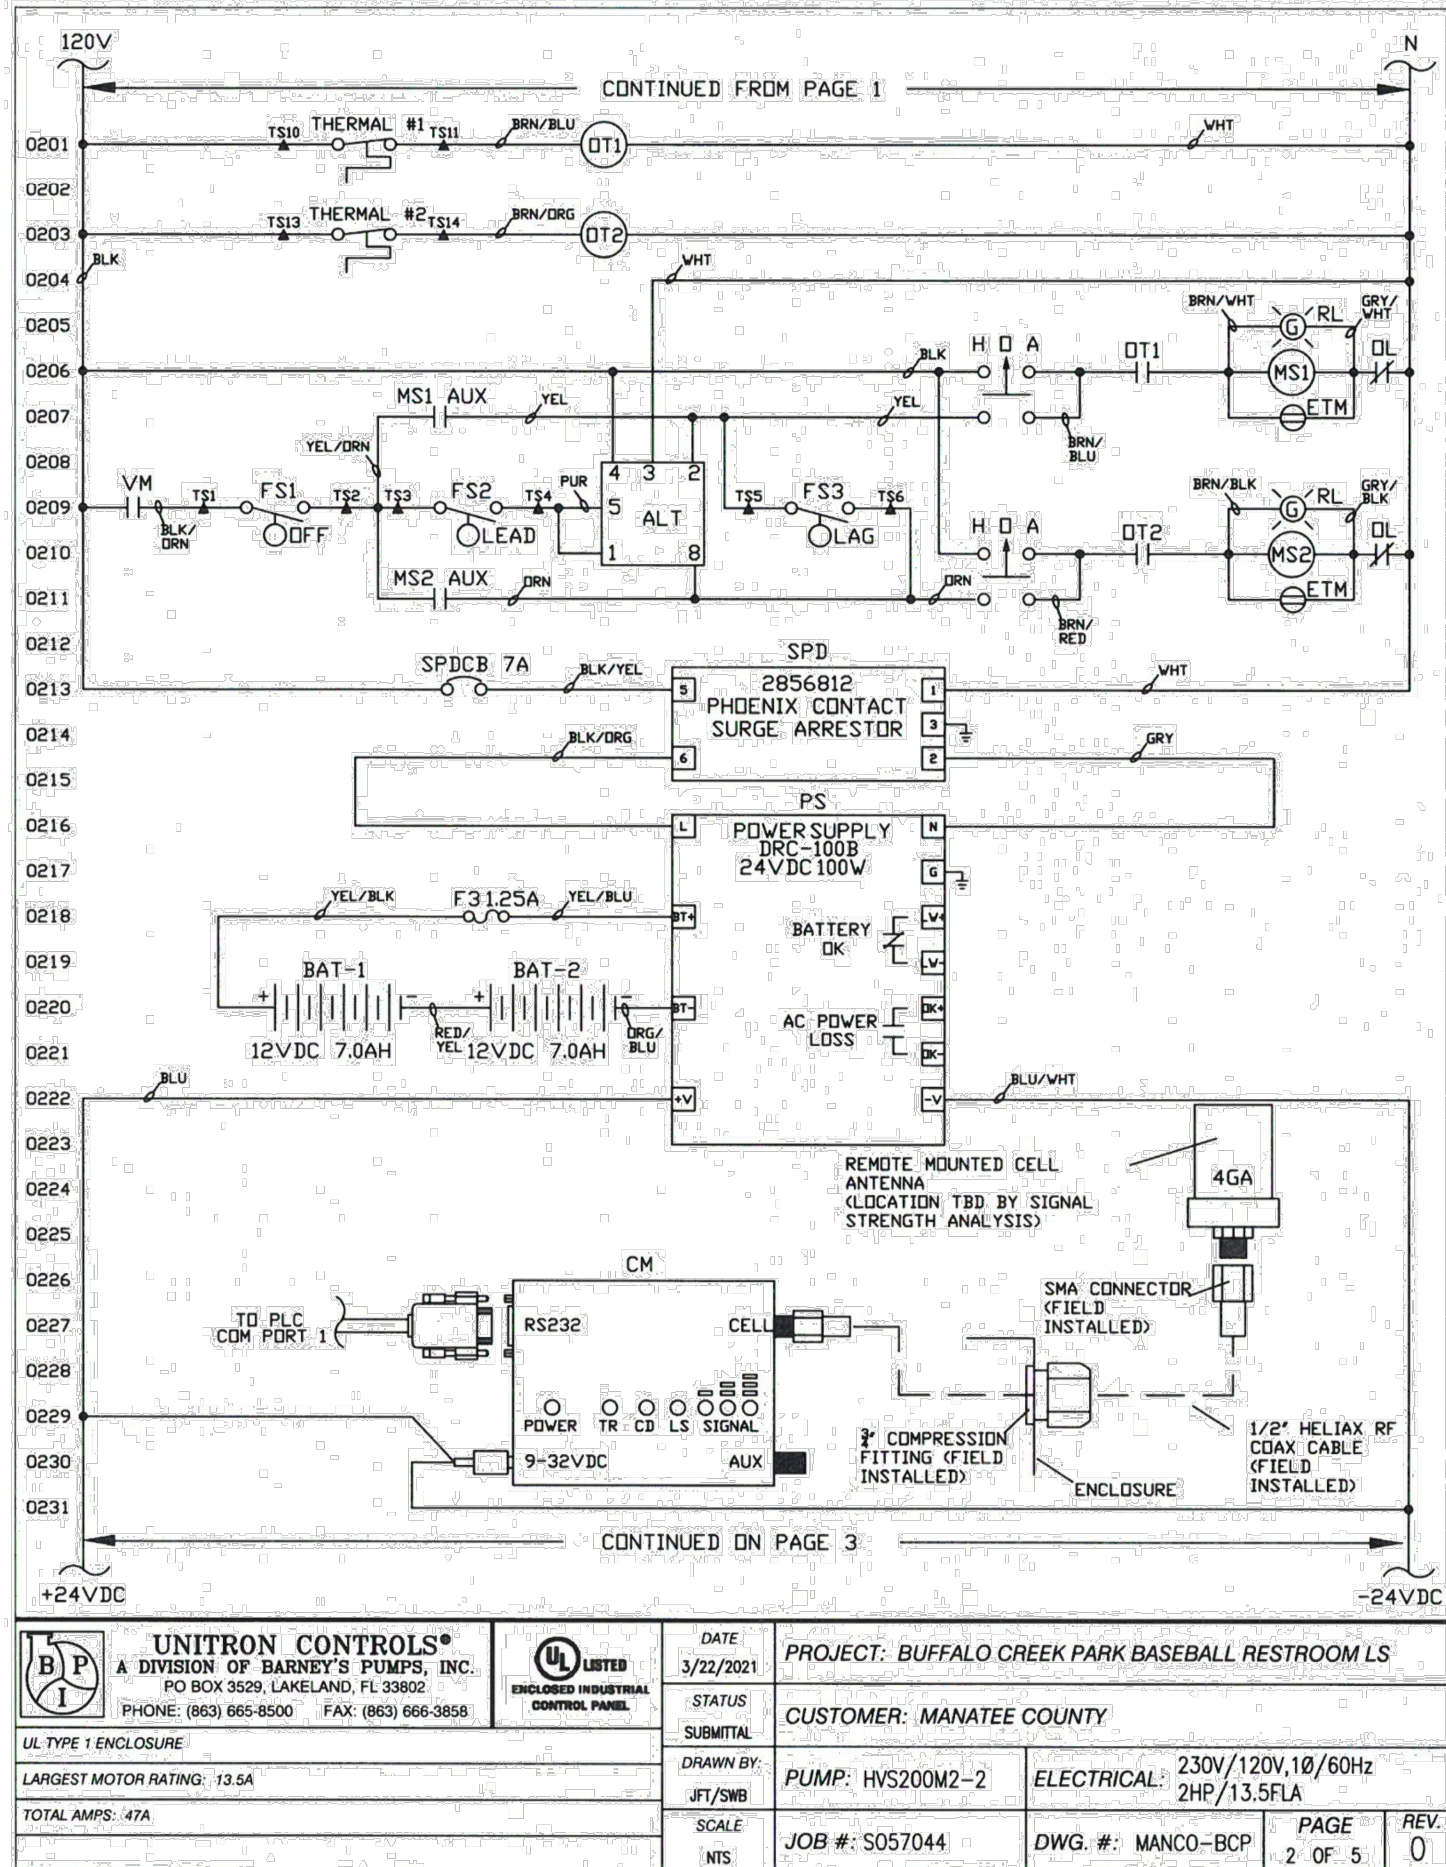 120V
N
CONTINUED FROM PAGE 1
0201
TS10
THERMAL #1
TS11
BRN/BLU
OT1
WHT
0202
0203
TS13
THERMAL #2
TS14
BRN/ORG
OT2
BLK
0204
WHT
0205
BRN/WHT
G
RL
GRY/
WHT
0206
BLK
H O A
OT1
MS1
OL
0207
MS1 AUX
YEL
YEL
ETM
BRN/
BLU
0208
YEL/ORN
4 3 2
0209
VM
BLK/
ORN
TS1
FS1
OFF
TS2
TS3
FS2
LEAD
TS4
PUR
5
ALT
TS5
FS3
LAG
TS6
BRN/BLK
G
RL
GRY/
BLK
0210
1 8
H O A
OT2
MS2
OL
0211
MS2 AUX
ORN
ORN
ETM
BRN/
RED
0212
SPD
0213
SPDCB 7A
BLK/YEL
5
2856812
PHOENIX CONTACT
SURGE ARRESTOR
1
WHT
0214
3
BLK/ORG
6
2
GRY
0215
PS
0216
L
POWER SUPPLY
DRC-100B
24VDC 100W
N
0217
G
0218
YEL/BLK
F3 1.25A
YEL/BLU
BT+
BATTERY
OK
LW+
0219
LW-
0220
BAT-1
+
-
12VDC 7.0AH
RED/
YEL
BAT-2
+
-
12VDC 7.0AH
ORG/
BLU
BT-
AC POWER
LOSS
OK+
0221
OK-
0222
BLU
+V
-V
BLU/WHT
0223
REMOTE MOUNTED CELL
ANTENNA
(LOCATION TBD BY SIGNAL
STRENGTH ANALYSIS)
4GA
0224
0225
0226
CM
SMA CONNECTOR
(FIELD
INSTALLED)
0227
TO PLC
COM PORT 1
RS232
CELL
0228
0229
POWER TR CD LS SIGNAL
3/4" COMPRESSION
FITTING (FIELD
INSTALLED)
1/2" HELIAX RF
COAX CABLE
(FIELD
INSTALLED)
0230
9-32VDC
AUX
ENCLOSURE
0231
CONTINUED ON PAGE 3
+24VDC
-24VDC
B P I
UNITRON CONTROLS®
A DIVISION OF BARNEY'S PUMPS, INC.
PO BOX 3529, LAKELAND, FL 33802
PHONE: (863) 665-8500 FAX: (863) 666-3858
UL LISTED
ENCLOSED INDUSTRIAL
CONTROL PANEL
DATE
3/22/2021
PROJECT: BUFFALO CREEK PARK BASEBALL RESTROOM LS
STATUS
SUBMITTAL
CUSTOMER: MANATEE COUNTY
UL TYPE 1 ENCLOSURE
LARGEST MOTOR RATING: 13.5A
TOTAL AMPS: 47A
DRAWN BY:
JFT/SWB
PUMP: HVS200M2-2
ELECTRICAL: 230V/120V,1Ø/60Hz
2HP/13.5FLA
SCALE
NTS
JOB #: SO57044
DWG. #: MANCO-BCP
PAGE
2 OF 5
REV.
0